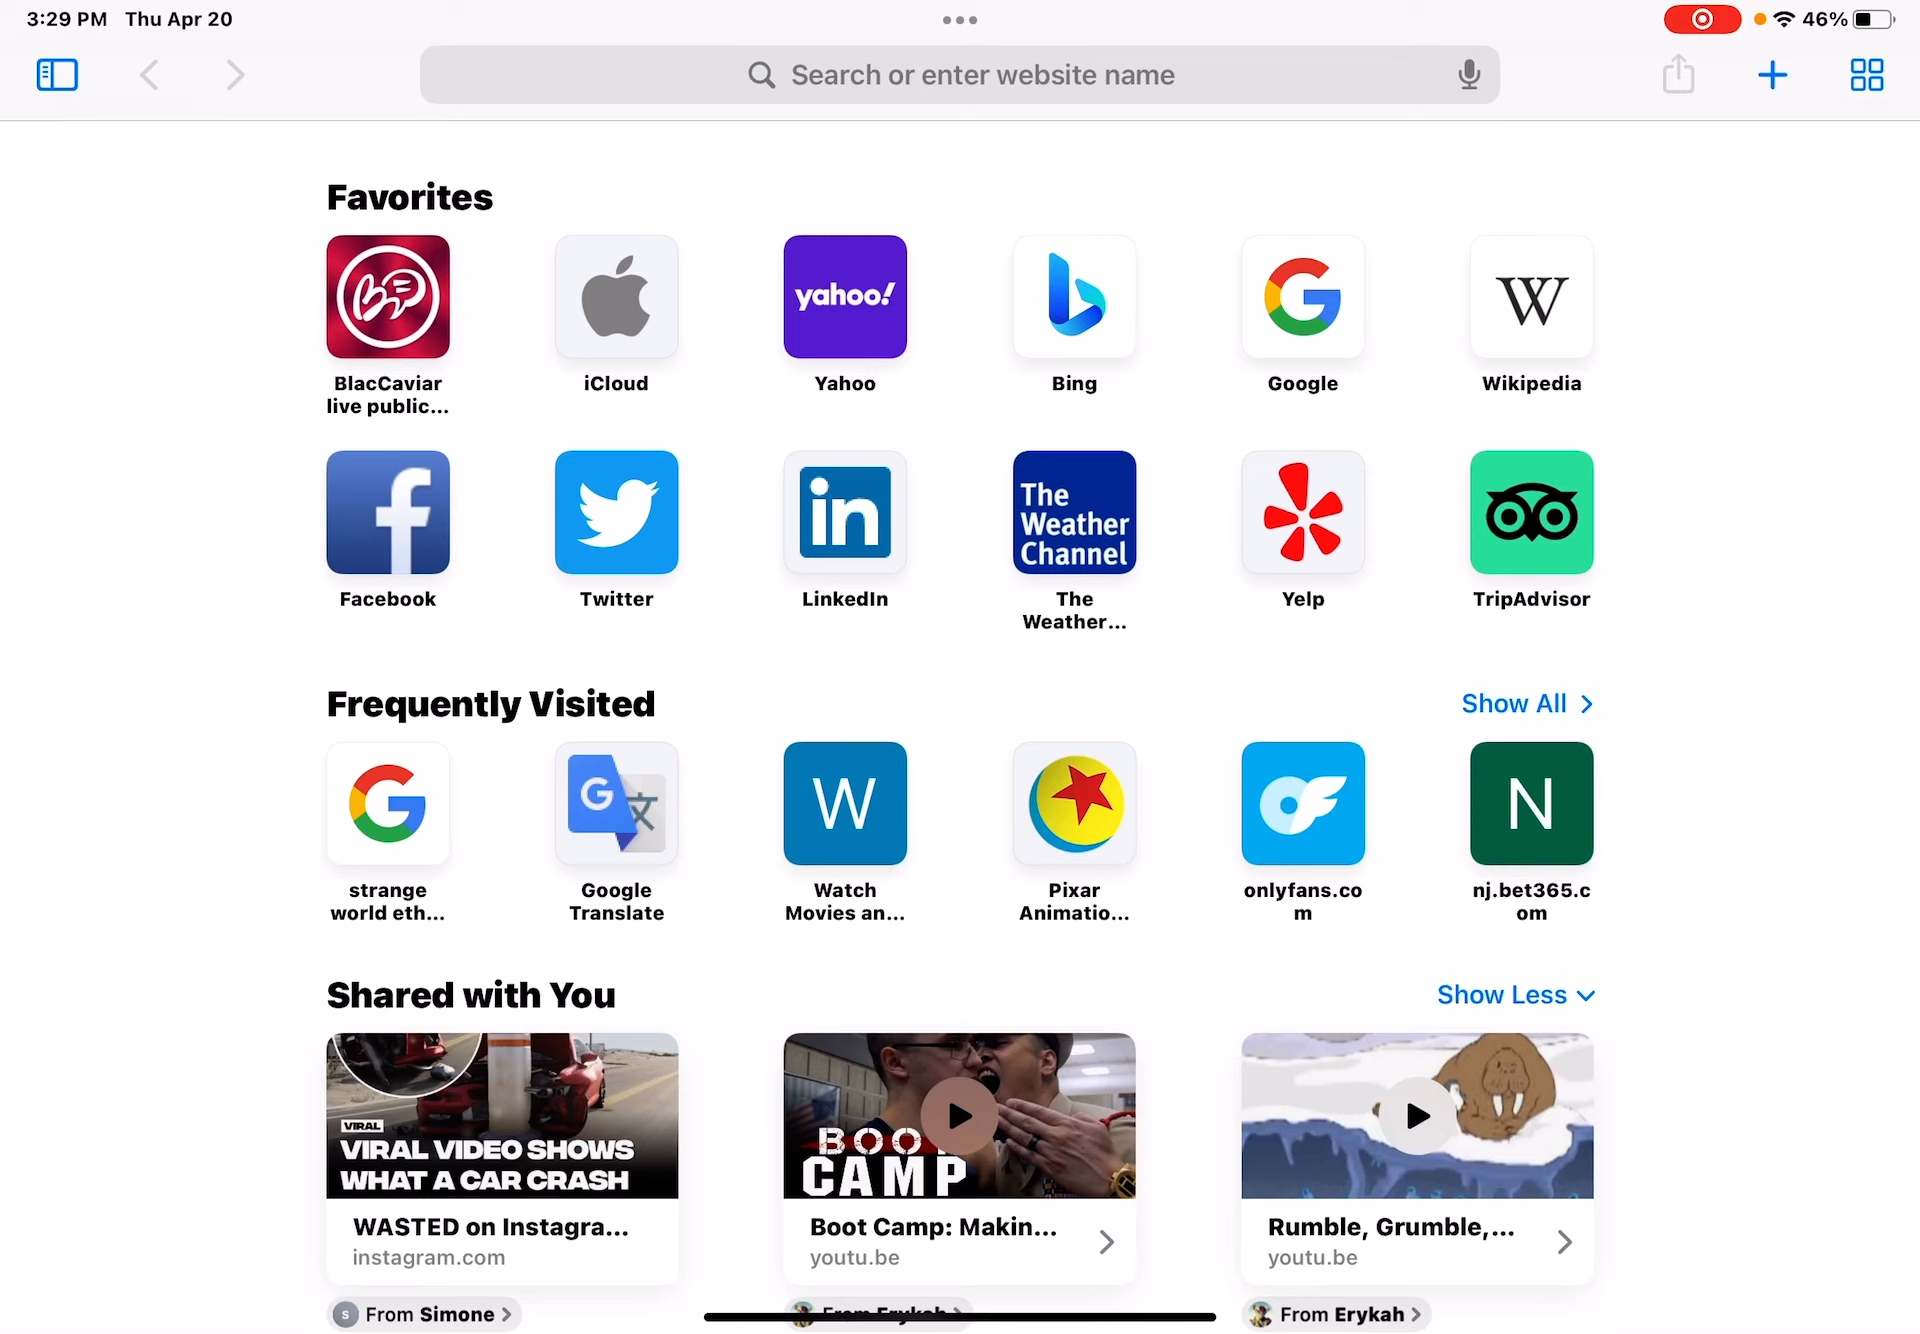 3:29 PM Thu Apr 20
46%
Search or enter website name
Favorites
yahoo!
W
BlacCaviar
live public...
iCloud
Yahoo
Bing
Google
Wikipedia
f
in
The
Weather
Channel
Facebook
Twitter
LinkedIn
The
Weather...
Yelp
TripAdvisor
Frequently Visited
Show All
G 文
W
N
strange
world eth...
Google
Translate
Watch
Movies an...
Pixar
Animatio...
onlyfans.co
m
nj.bet365.c
om
Shared with You
Show Less
VIRAL
VIRAL VIDEO SHOWS
WHAT A CAR CRASH
BOOT
CAMP
WASTED on Instagra...
instagram.com
Boot Camp: Makin...
youtu.be
Rumble, Grumble,...
youtu.be
S From Simone
From Erykah
From Erykah